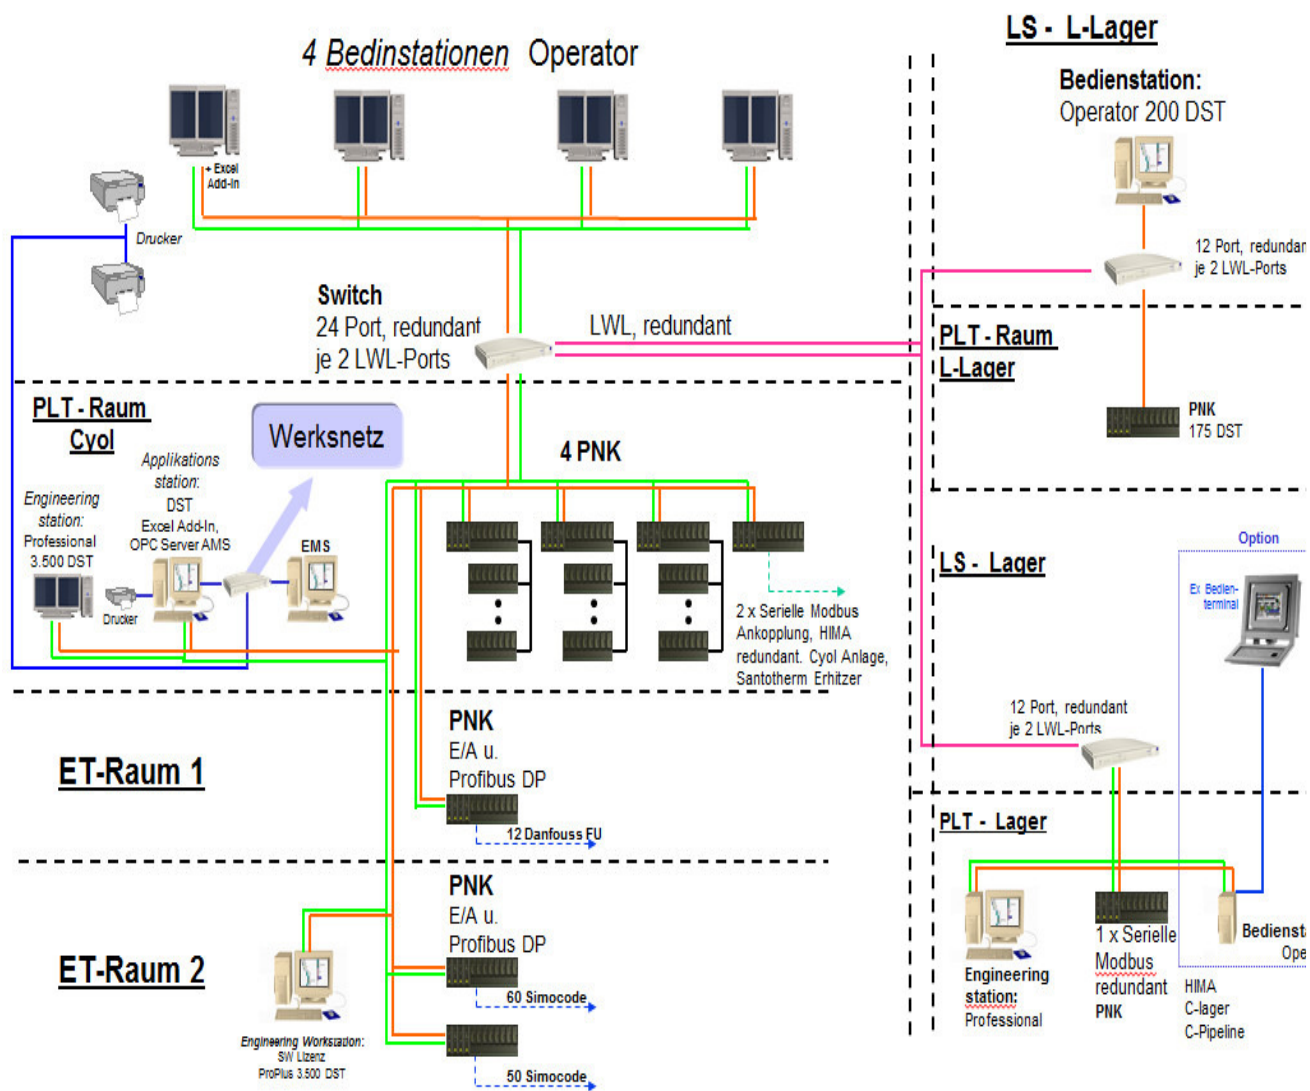 4 Bedinstationen Operator
+ Excel
Add-In
Drucker
Switch
24 Port, redundant
je 2 LWL-Ports
LWL, redundant
LS - L-Lager
Bedienstation:
Operator 200 DST
12 Port, redundan
je 2 LWL-Ports
PLT - Raum
L-Lager
PNK
175 DST
PLT - Raum
Cyol
Werksnetz
Applikations
station:
DST
Excel Add-In,
OPC Server AMS
Engineering
station:
Professional
3.500 DST
Drucker
EMS
4 PNK
2 x Serielle Modbus
Ankopplung, HIMA
redundant. Cyol Anlage,
Santotherm Erhitzer
LS - Lager
Option
Ex Bedien-
terminal
12 Port, redundant
je 2 LWL-Ports
ET-Raum 1
PNK
E/A u.
Profibus DP
12 Danfouss FU
PLT - Lager
Engineering
station:
Professional
1 x Serielle
Modbus
redundant
PNK
Bedienst
Ope
HIMA
C-lager
C-Pipeline
ET-Raum 2
PNK
E/A u.
Profibus DP
60 Simocode
50 Simocode
Engineering Workstation:
SW Lizenz
ProPlus 3.500 DST